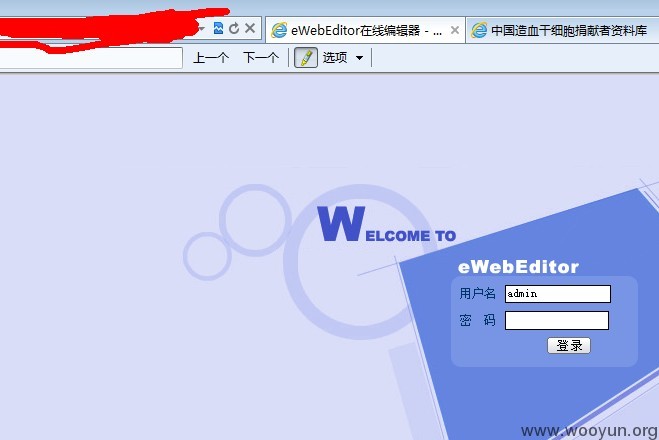 eWebEditor在线编辑器 - ...
中国造血干细胞捐献者资料库
上一个 下一个 选项
WELCOME TO
eWebEditor
用户名 admin
密 码
登录
www.wooyun.org